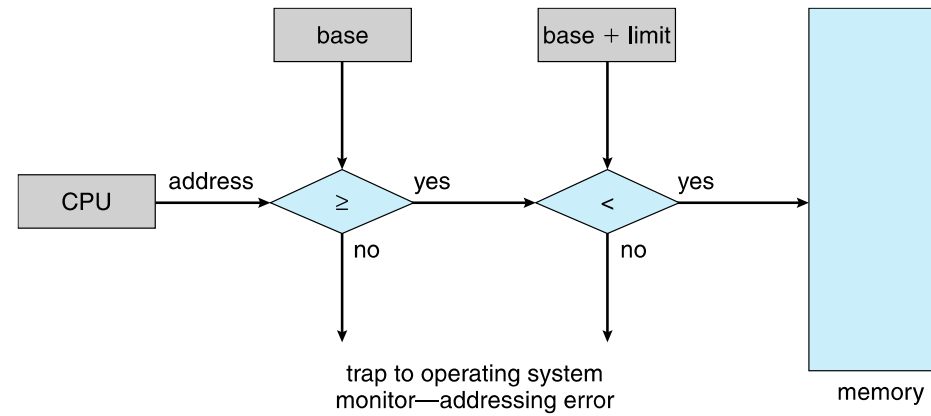 base
base + limit
CPU
address
≥
yes
<
yes
no
no
trap to operating system
monitor—addressing error
memory